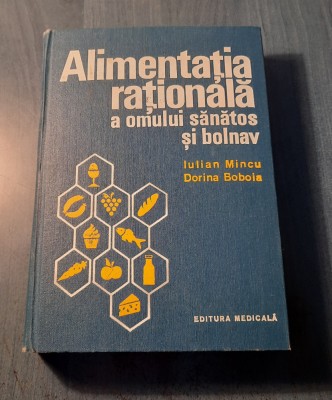 Alimentația
rațională
a omului sănătos
și bolnav
Iulian Mincu
Dorina Boboia
EDITURA MEDICALĂ